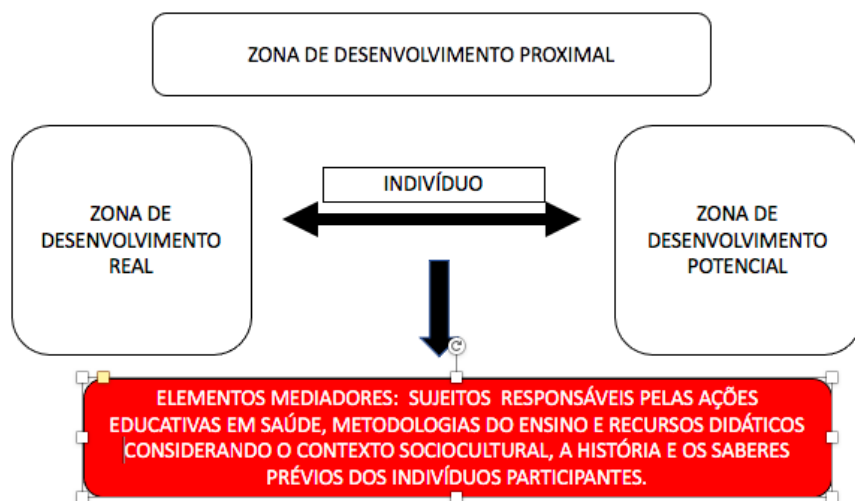 ZONA DE DESENVOLVIMENTO PROXIMAL
INDIVÍDUO
ZONA DE
DESENVOLVIMENTO
REAL
ZONA DE
DESENVOLVIMENTO
POTENCIAL
ELEMENTOS MEDIADORES: SUJEITOS RESPONSÁVEIS PELAS AÇÕES
EDUCATIVAS EM SAÚDE, METODOLOGIAS DO ENSINO E RECURSOS DIDÁTICOS
CONSIDERANDO O CONTEXTO SOCIOCULTURAL, A HISTÓRIA E OS SABERES
PRÉVIOS DOS INDIVÍDUOS PARTICIPANTES.